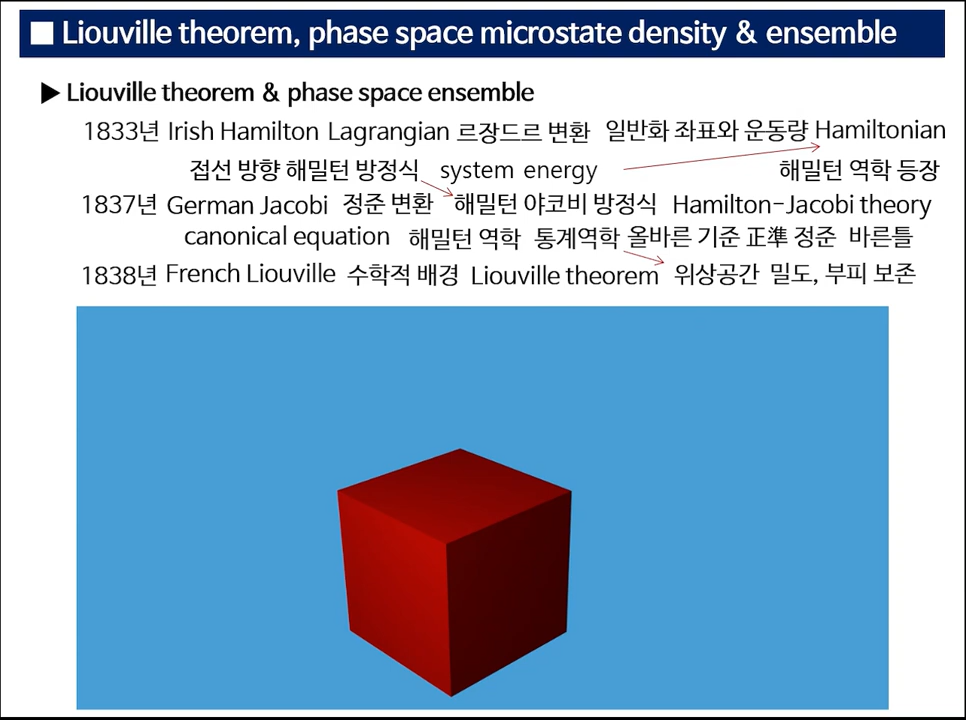 ■ Liouville theorem, phase space microstate density & ensemble
▶ Liouville theorem & phase space ensemble
1833년 Irish Hamilton Lagrangian 르장드르 변환 일반화 좌표와 운동량 Hamiltonian
접선 방향 해밀턴 방정식 system energy 해밀턴 역학 등장
1837년 German Jacobi 정준 변환 해밀턴 야코비 방정식 Hamilton-Jacobi theory
canonical equation 해밀턴 역학 통계역학 올바른 기준 正準 정준 바른틀
1838년 French Liouville 수학적 배경 Liouville theorem 위상공간 밀도, 부피 보존